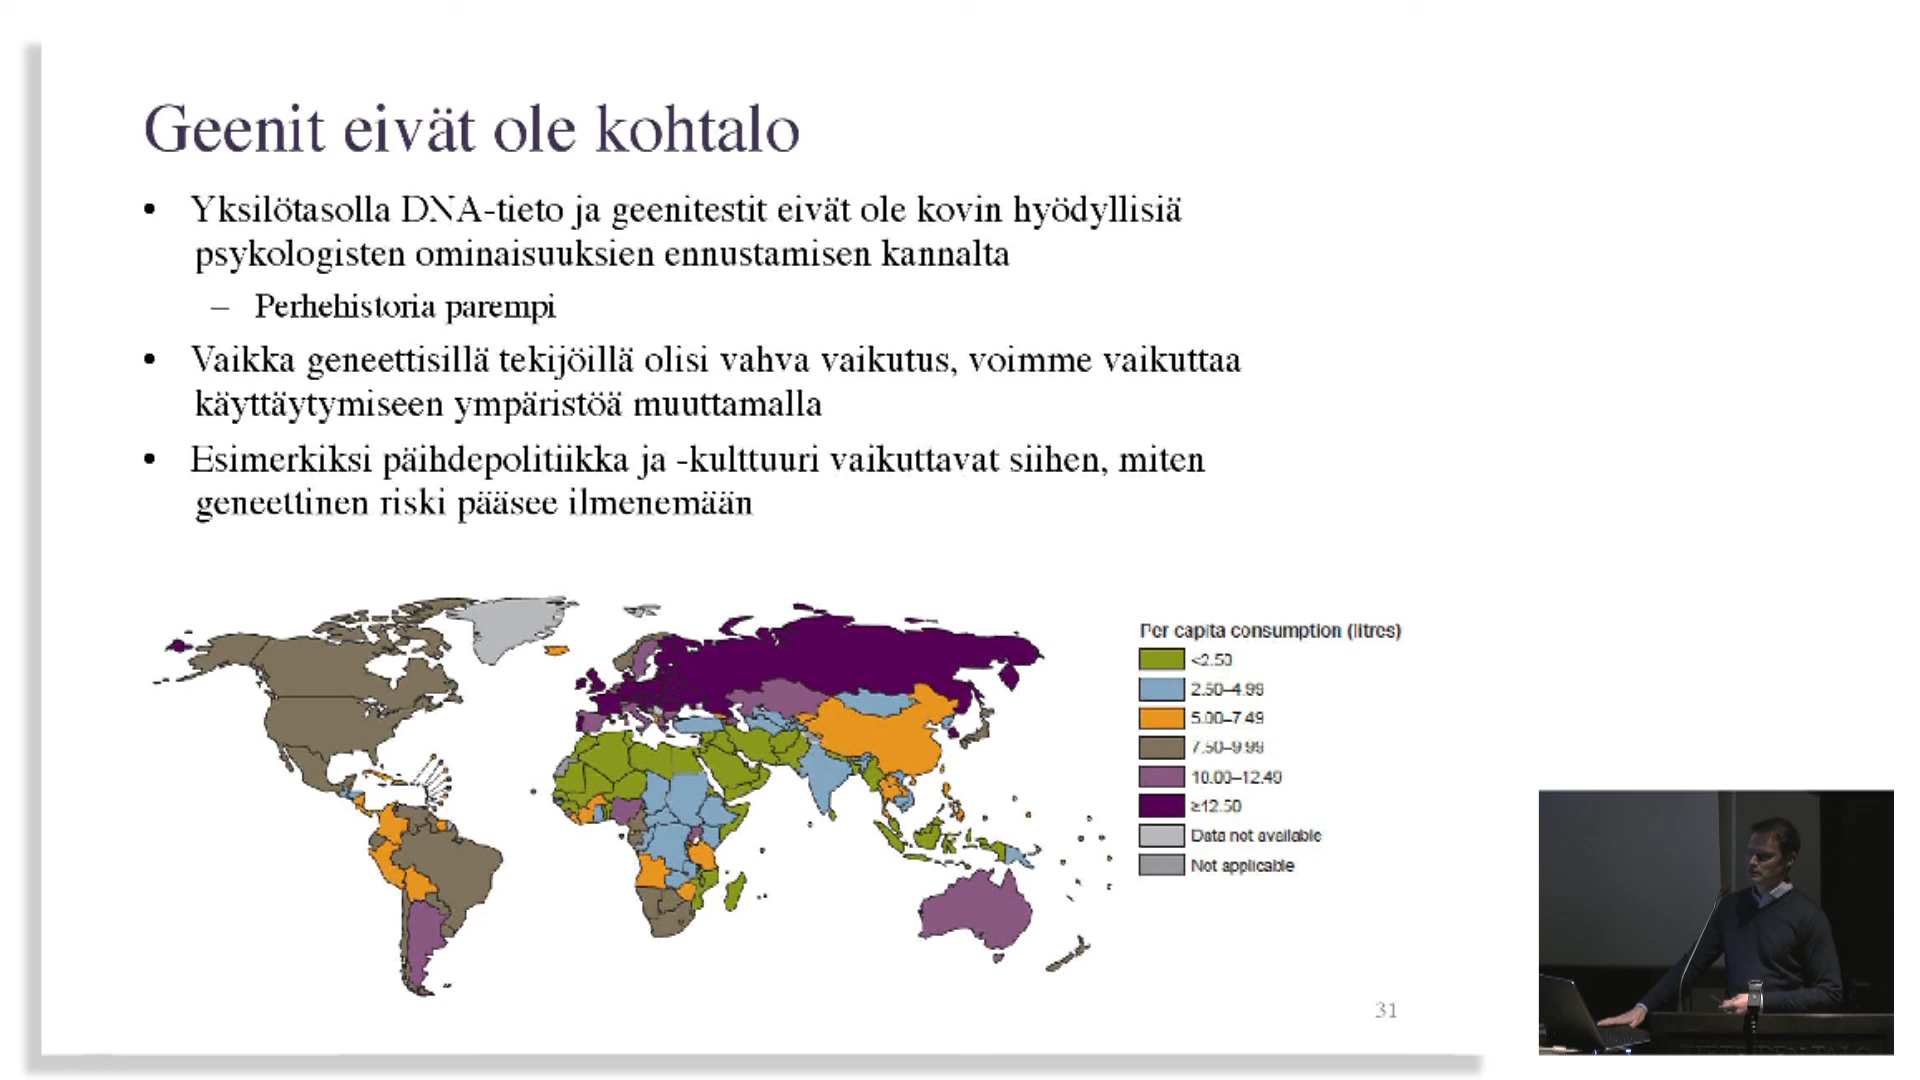 Geenit eivät ole kohtalo
• Yksilötasolla DNA-tieto ja geenitestit eivät ole kovin hyödyllisiä
psykologisten ominaisuuksien ennustamisen kannalta
– Perhehistoria parempi
• Vaikka geneettisillä tekijöillä olisi vahva vaikutus, voimme vaikuttaa
käyttäytymiseen ympäristöä muuttamalla
• Esimerkiksi päihdepolitiikka ja -kulttuuri vaikuttavat siihen, miten
geneettinen riski pääsee ilmenemään
Per capita consumption (litres)
<2.50
2.50–4.99
5.00–7.49
7.50–9.99
10.00–12.49
≥12.50
Data not available
Not applicable
31